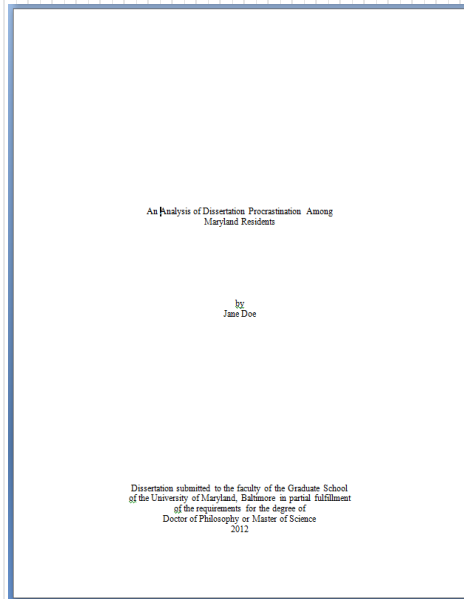 An Analysis of Dissertation Procrastination Among
Maryland Residents
by
Jane Doe
Dissertation submitted to the faculty of the Graduate School
of the University of Maryland, Baltimore in partial fulfillment
of the requirements for the degree of
Doctor of Philosophy or Master of Science
2012